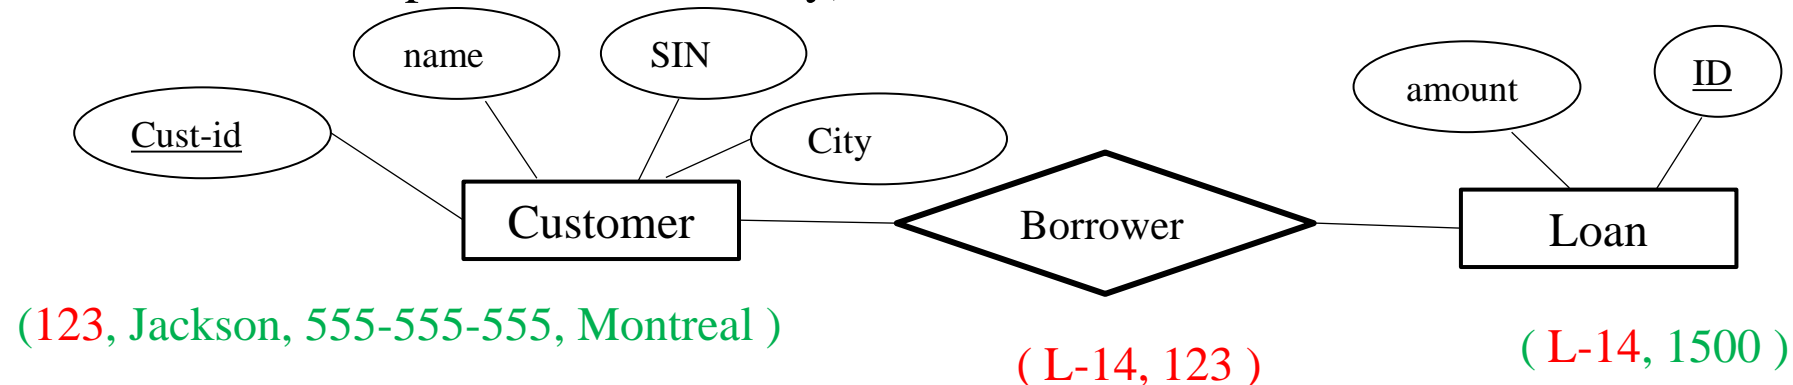 name
SIN
ID
amount
Cust-id
City
Customer
Borrower
Loan
(123, Jackson, 555-555-555, Montreal )
( L-14, 123 )
( L-14, 1500 )